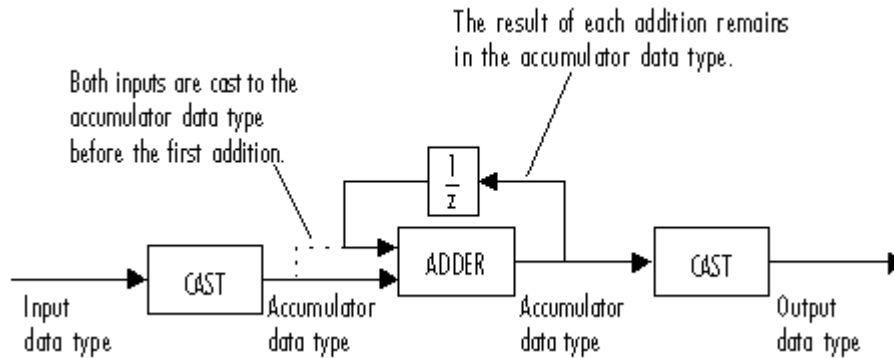 The result of each addition remains
in the accumulator data type.
Both inputs are cast to the
accumulator data type
before the first addition.
1
z
CAST
ADDER
CAST
Input
data type
Accumulator
data type
Accumulator
data type
Output
data type